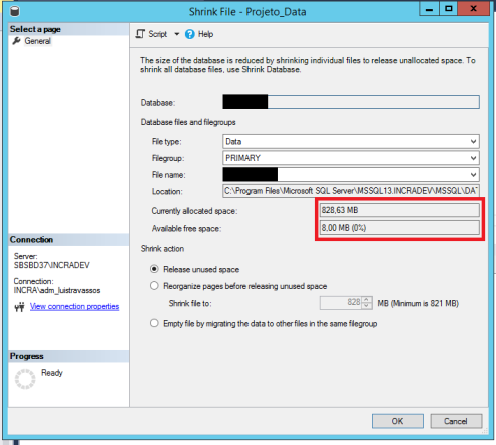 Shrink File - Projeto_Data
Select a page
General
Script
Help
The size of the database is reduced by shrinking individual files to release unallocated space. To
shrink all database files, use Shrink Database.
Database:
Database files and filegroups
File type:
Data
Filegroup:
PRIMARY
File name:
Location:
C:\Program Files\Microsoft SQL Server\MSSQL13.INCRADEV\MSSQL\DA
Currently allocated space:
828,63 MB
Available free space:
8,00 MB (0%)
Shrink action
Release unused space
Reorganize pages before releasing unused space
Shrink file to:
828
MB (Minimum is 821 MB)
Empty file by migrating the data to other files in the same filegroup
Connection
Server:
SBSBD37\INCRADEV
Connection:
INCRA\adm_luistravassos
View connection properties
Progress
Ready
OK
Cancel